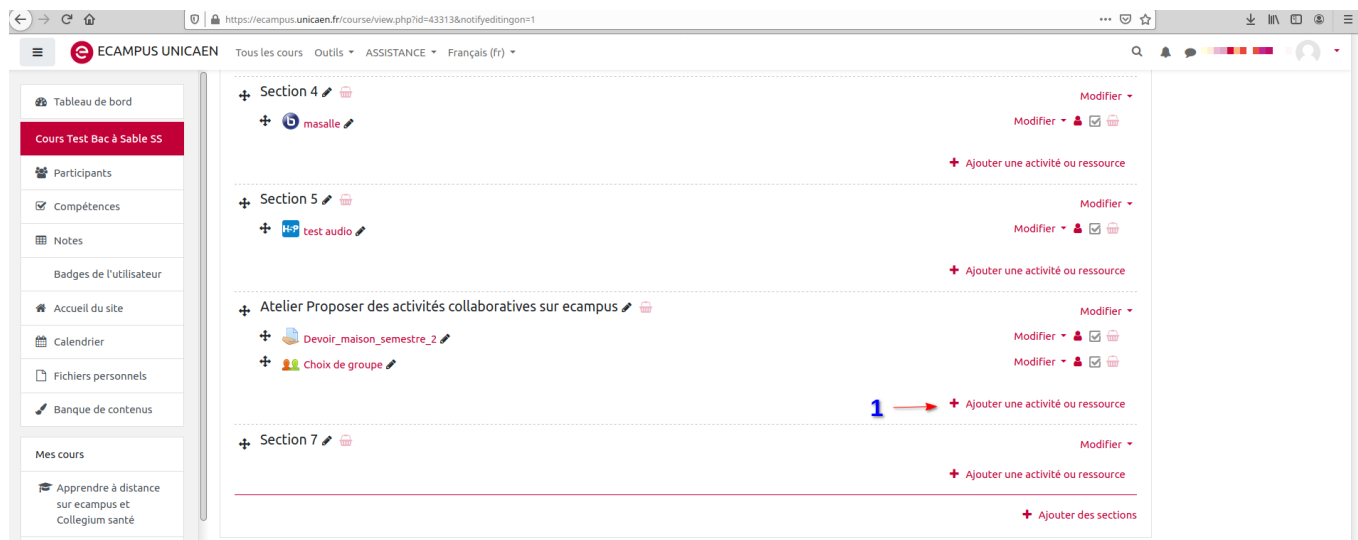 https://ecampus.unicaen.fr/course/view.php?id=43313&notifyeditingon=1
ECAMPUS UNICAEN Tous les cours Outils ASSISTANCE Français (fr)
Tableau de bord
Cours Test Bac à Sable SS
Participants
Compétences
Notes
Badges de l'utilisateur
Accueil du site
Calendrier
Fichiers personnels
Banque de contenus
Mes cours
Apprendre à distance
sur ecampus et
Collegium santé
Section 4 Modifier
masalle Modifier
+ Ajouter une activité ou ressource
Section 5 Modifier
H-P test audio Modifier
+ Ajouter une activité ou ressource
Atelier Proposer des activités collaboratives sur ecampus Modifier
Devoir_maison_semestre_2 Modifier
Choix de groupe Modifier
1 + Ajouter une activité ou ressource
Section 7 Modifier
+ Ajouter une activité ou ressource
+ Ajouter des sections